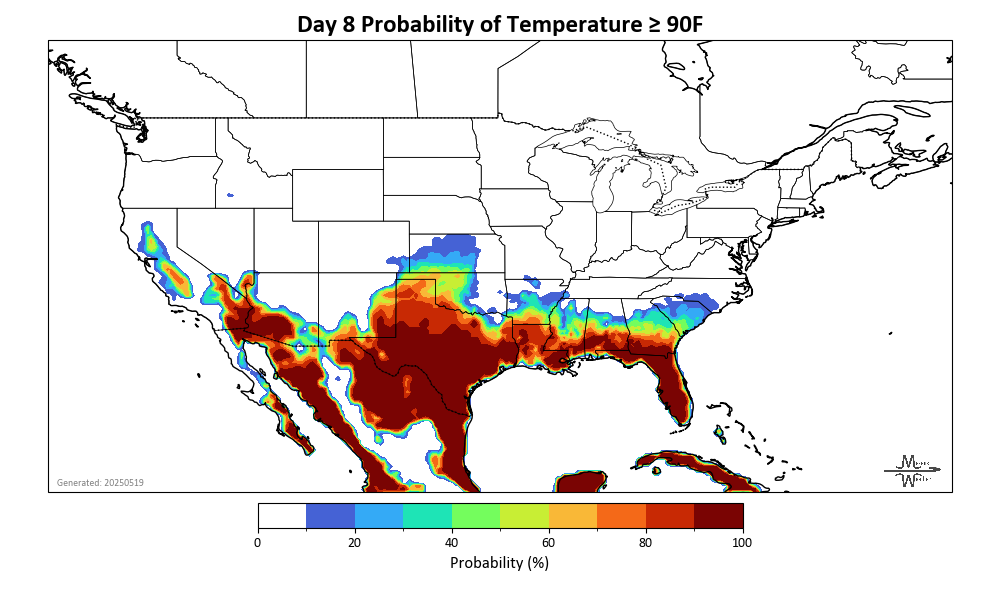 Day 8 Probability of Temperature ≥ 90F
Generated: 20250519
0 20 40 60 80 100
Probability (%)